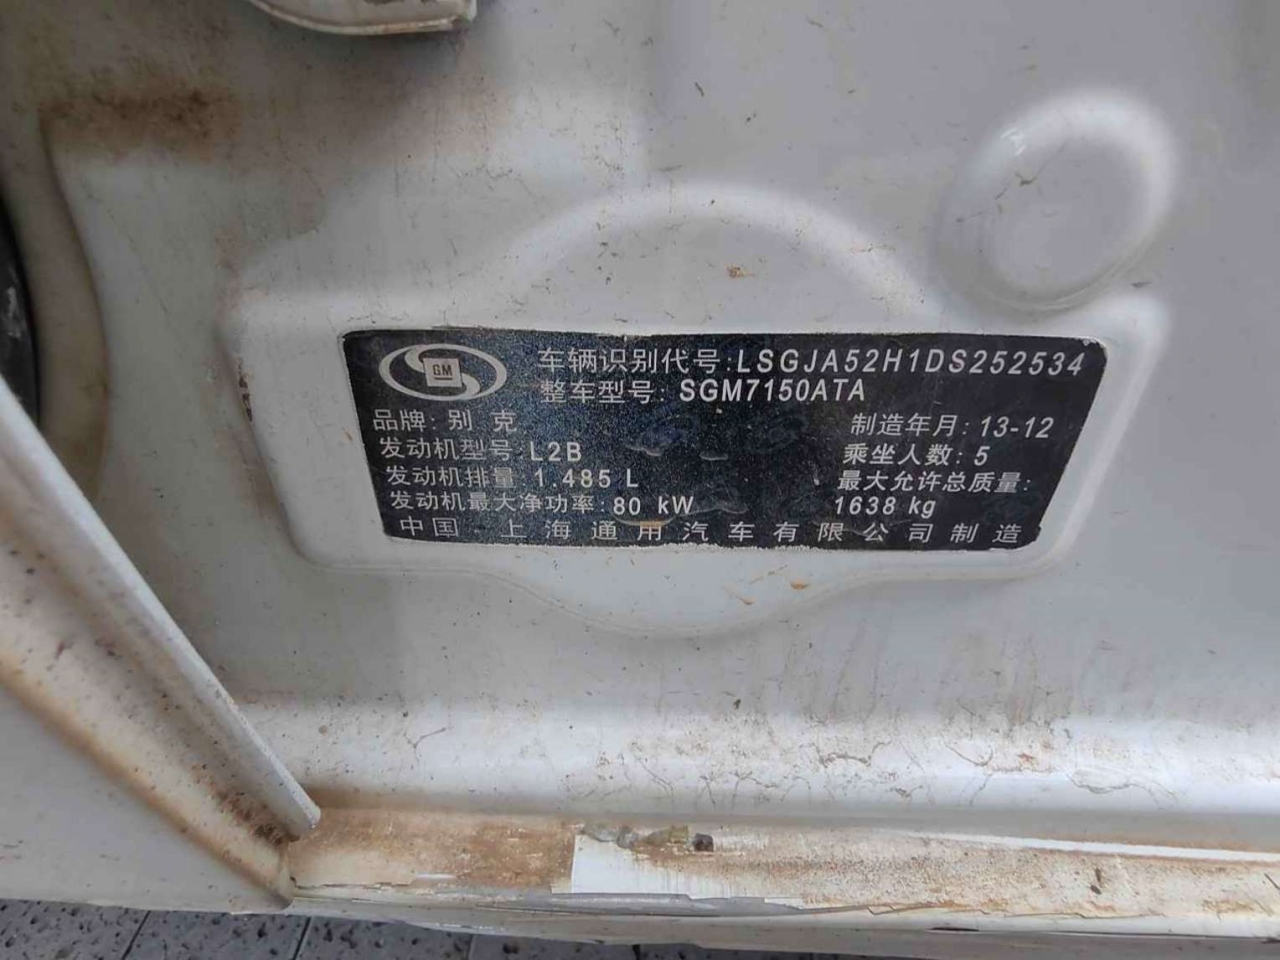 GM
车辆识别代号:LSGJA52H1DS252534
整车型号: SGM7150ATA
品牌: 别 克
制造年月: 13-12
发动机型号: L2B
乘坐人数: 5
发动机排量: 1.485 L
最大允许总质量:
发动机最大净功率: 80 kW
1638 kg
中国 上海通用汽车有限公司制造